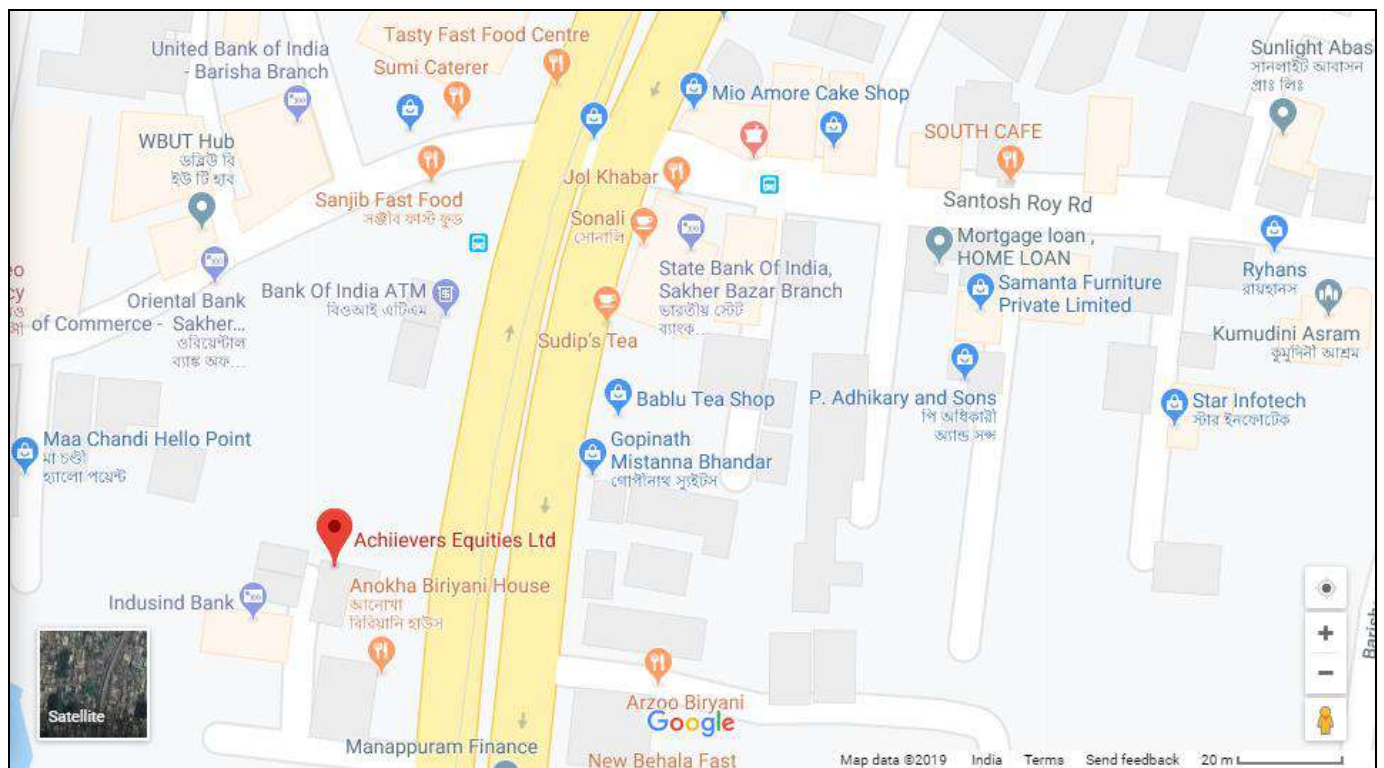 Tasty Fast Food Centre
United Bank of India
- Barisha Branch
Sumi Caterer
Sunlight Abas
সানলাইট আবাসন
প্রাঃ লিঃ
Mio Amore Cake Shop
WBUT Hub
ডব্লিউ বি
ইউ টি হাব
SOUTH CAFE
Jol Khabar
Sanjib Fast Food
সঞ্জীব ফাস্ট ফুড
Santosh Roy Rd
Sonali
সোনালি
Mortgage loan ,
HOME LOAN
State Bank Of India,
Sakher Bazar Branch
ভারতীয় স্টেট
ব্যাংক...
Ryhans
রায়হানস
Samanta Furniture
Private Limited
Bank Of India ATM
বিওআই এটিএম
Oriental Bank
of Commerce - Sakher...
ওরিয়েন্টাল
ব্যাঙ্ক অফ...
Kumudini Asram
কুমুদিনী আশ্রম
Sudip's Tea
Bablu Tea Shop
P. Adhikary and Sons
পি অধিকারী
অ্যান্ড সন্স
Star Infotech
স্টার ইনফোটেক
Maa Chandi Hello Point
মা চণ্ডী
হ্যালো পয়েন্ট
Gopinath
Mistanna Bhandar
গোপীনাথ স্যুইটস
Achiievers Equities Ltd
Anokha Biriyani House
আনোখা
বিরিয়ানি হাউস
Indusind Bank
Arzoo Biryani
Satellite
Google
Manappuram Finance
New Behala Fast
Map data ©2019 India Terms Send feedback 20 m